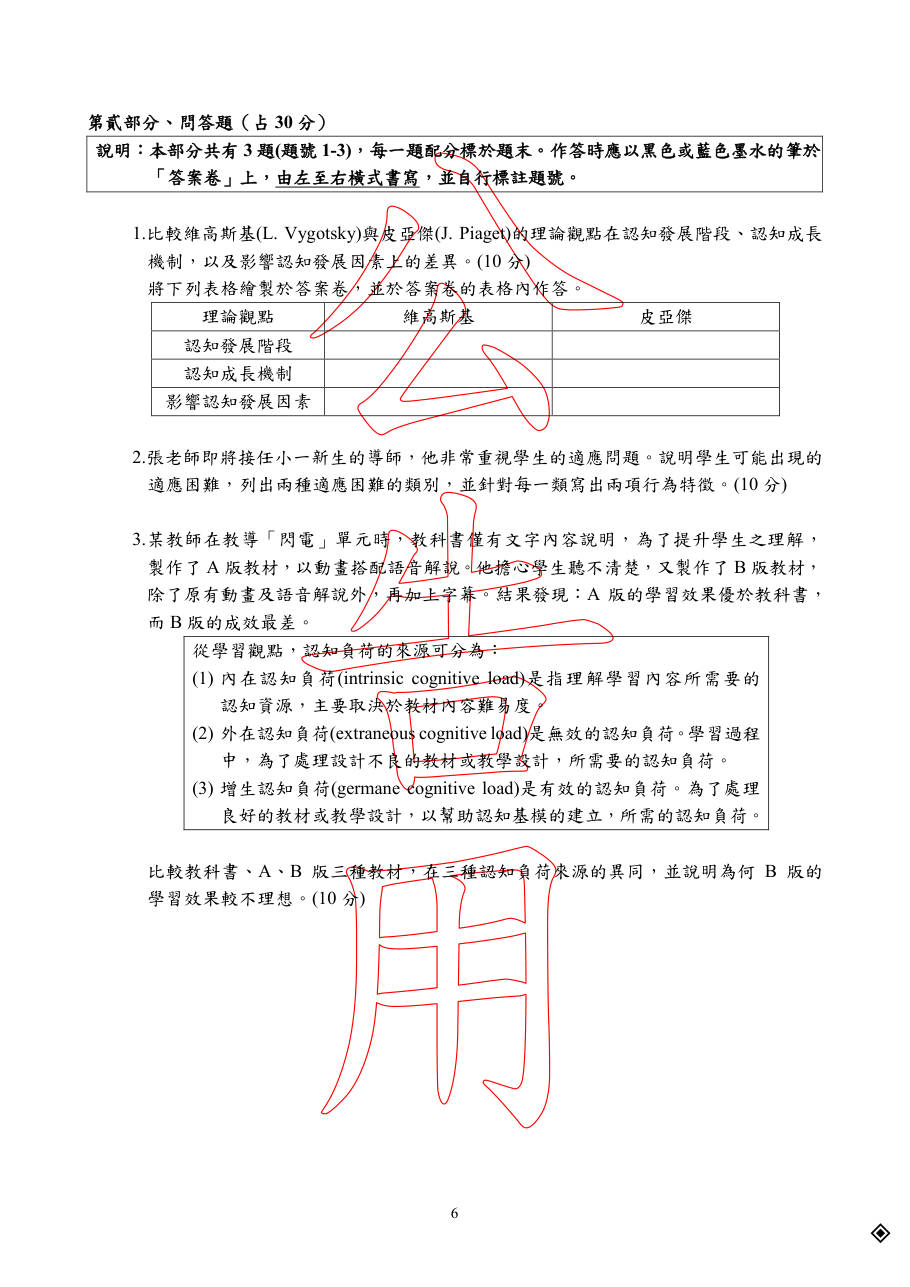 第貳部分、問答題（占 30 分）
說明：本部分共有 3 題(題號 1-3)，每一題配分標於題末。作答時應以黑色或藍色墨水的筆於
「答案卷」上，由左至右橫式書寫，並自行標註題號。
1.比較維高斯基(L. Vygotsky)與皮亞傑(J. Piaget)的理論觀點在認知發展階段、認知成長
機制，以及影響認知發展因素上的差異。(10 分)
將下列表格繪製於答案卷，並於答案卷的表格內作答。
理論觀點 維高斯基 皮亞傑
認知發展階段
認知成長機制
影響認知發展因素
2.張老師即將接任小一新生的導師，他非常重視學生的適應問題。說明學生可能出現的
適應困難，列出兩種適應困難的類別，並針對每一類寫出兩項行為特徵。(10 分)
3.某教師在教導「閃電」單元時，教科書僅有文字內容說明，為了提升學生之理解，
製作了 A 版教材，以動畫搭配語音解說。他擔心學生聽不清楚，又製作了 B 版教材，
除了原有動畫及語音解說外，再加上字幕。結果發現：A 版的學習效果優於教科書，
而 B 版的成效最差。
從學習觀點，認知負荷的來源可分為：
(1) 內在認知負荷(intrinsic cognitive load)是指理解學習內容所需要的
認知資源，主要取決於教材內容難易度。
(2) 外在認知負荷(extraneous cognitive load)是無效的認知負荷。學習過程
中，為了處理設計不良的教材或教學設計，所需要的認知負荷。
(3) 增生認知負荷(germane cognitive load)是有效的認知負荷。為了處理
良好的教材或教學設計，以幫助認知基模的建立，所需的認知負荷。
比較教科書、A、B 版三種教材，在三種認知負荷來源的異同，並說明為何 B 版的
學習效果較不理想。(10 分)
公告用
6